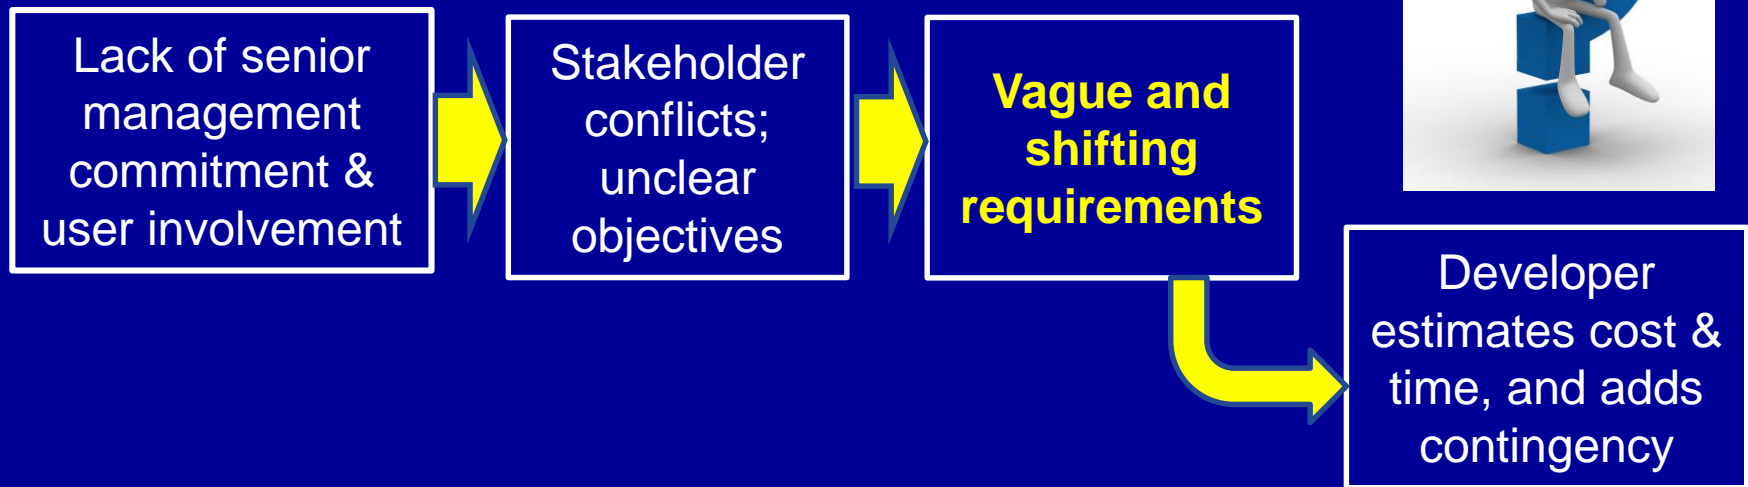 Lack of senior
management
commitment &
user involvement
Stakeholder
conflicts;
unclear
objectives
Vague and
shifting
requirements
Developer
estimates cost &
time, and adds
contingency